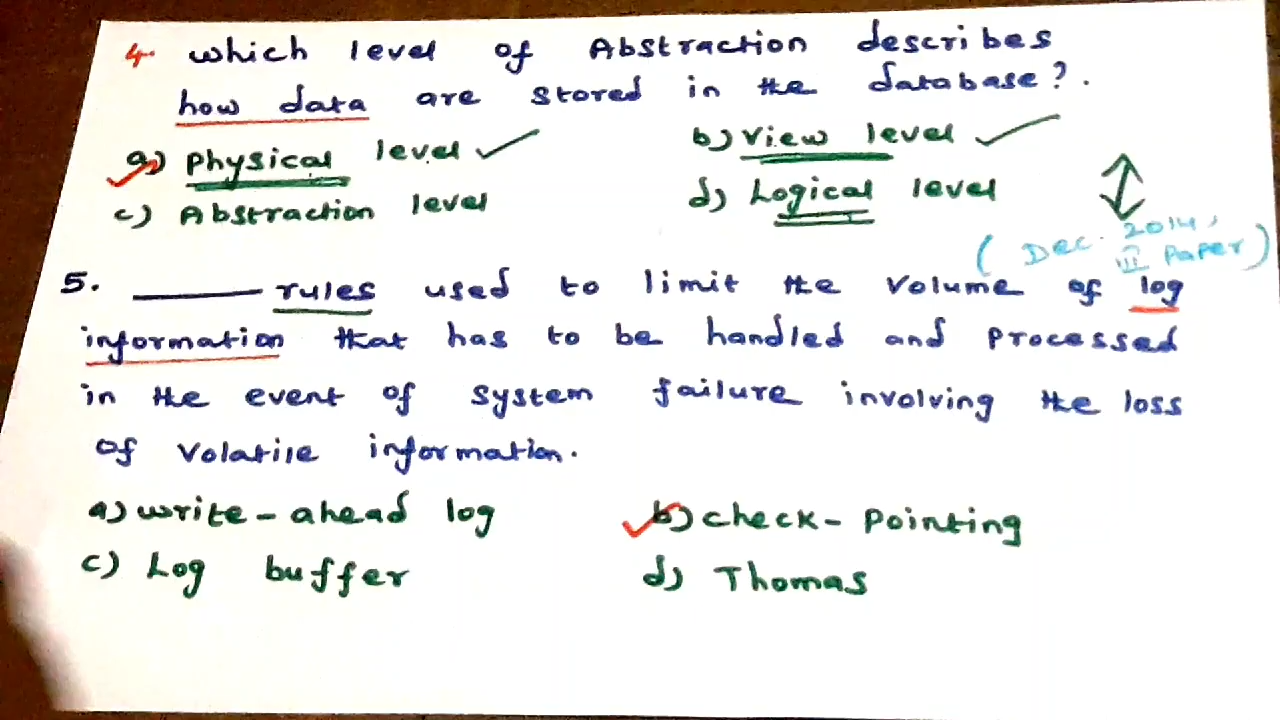 4. which level of Abstraction describes
how data are stored in the database?.
a) Physical level
b) view level
c) Abstraction level
d) Logical level
(Dec. 2014,
III Paper)
5. ______ rules used to limit the volume of log
information that has to be handled and processed
in the event of system failure involving the loss
of volatile information.
a) write-ahead log
b) check-pointing
c) Log buffer
d) Thomas